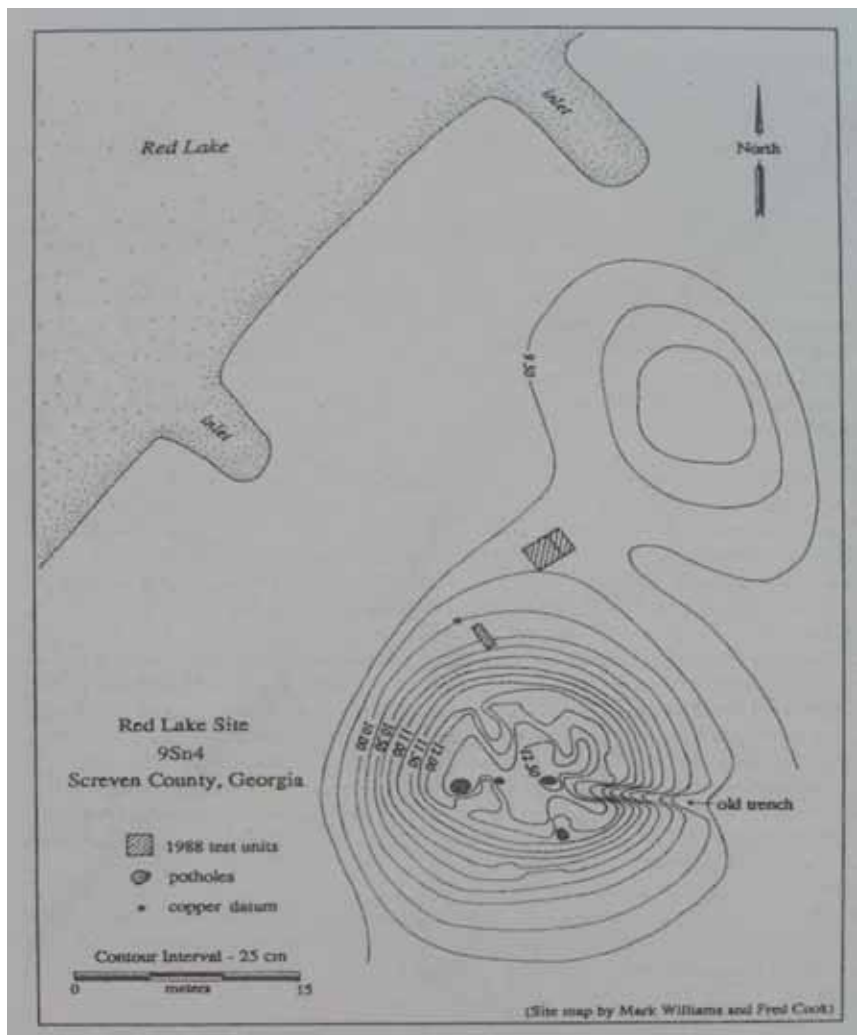 inlet
Red Lake
North
inlet
9.50
10.00
10.50
11.00
11.50
12.00
12.50
Red Lake Site
9Sn4
Screven County, Georgia
old trench
1988 test units
potholes
copper datum
Contour Interval - 25 cm
0 meters 15
(Site map by Mark Williams and Fred Cook)